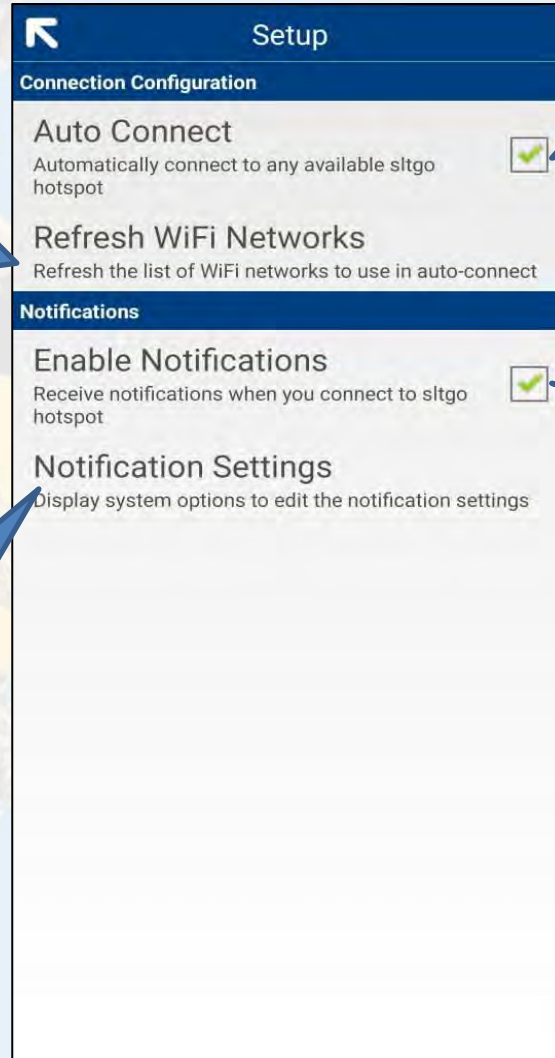 Setup
Connection Configuration
Auto Connect
Automatically connect to any available sltgo
hotspot
Refresh WiFi Networks
Refresh the list of WiFi networks to use in auto-connect
Notifications
Enable Notifications
Receive notifications when you connect to sltgo
hotspot
Notification Settings
Display system options to edit the notification settings